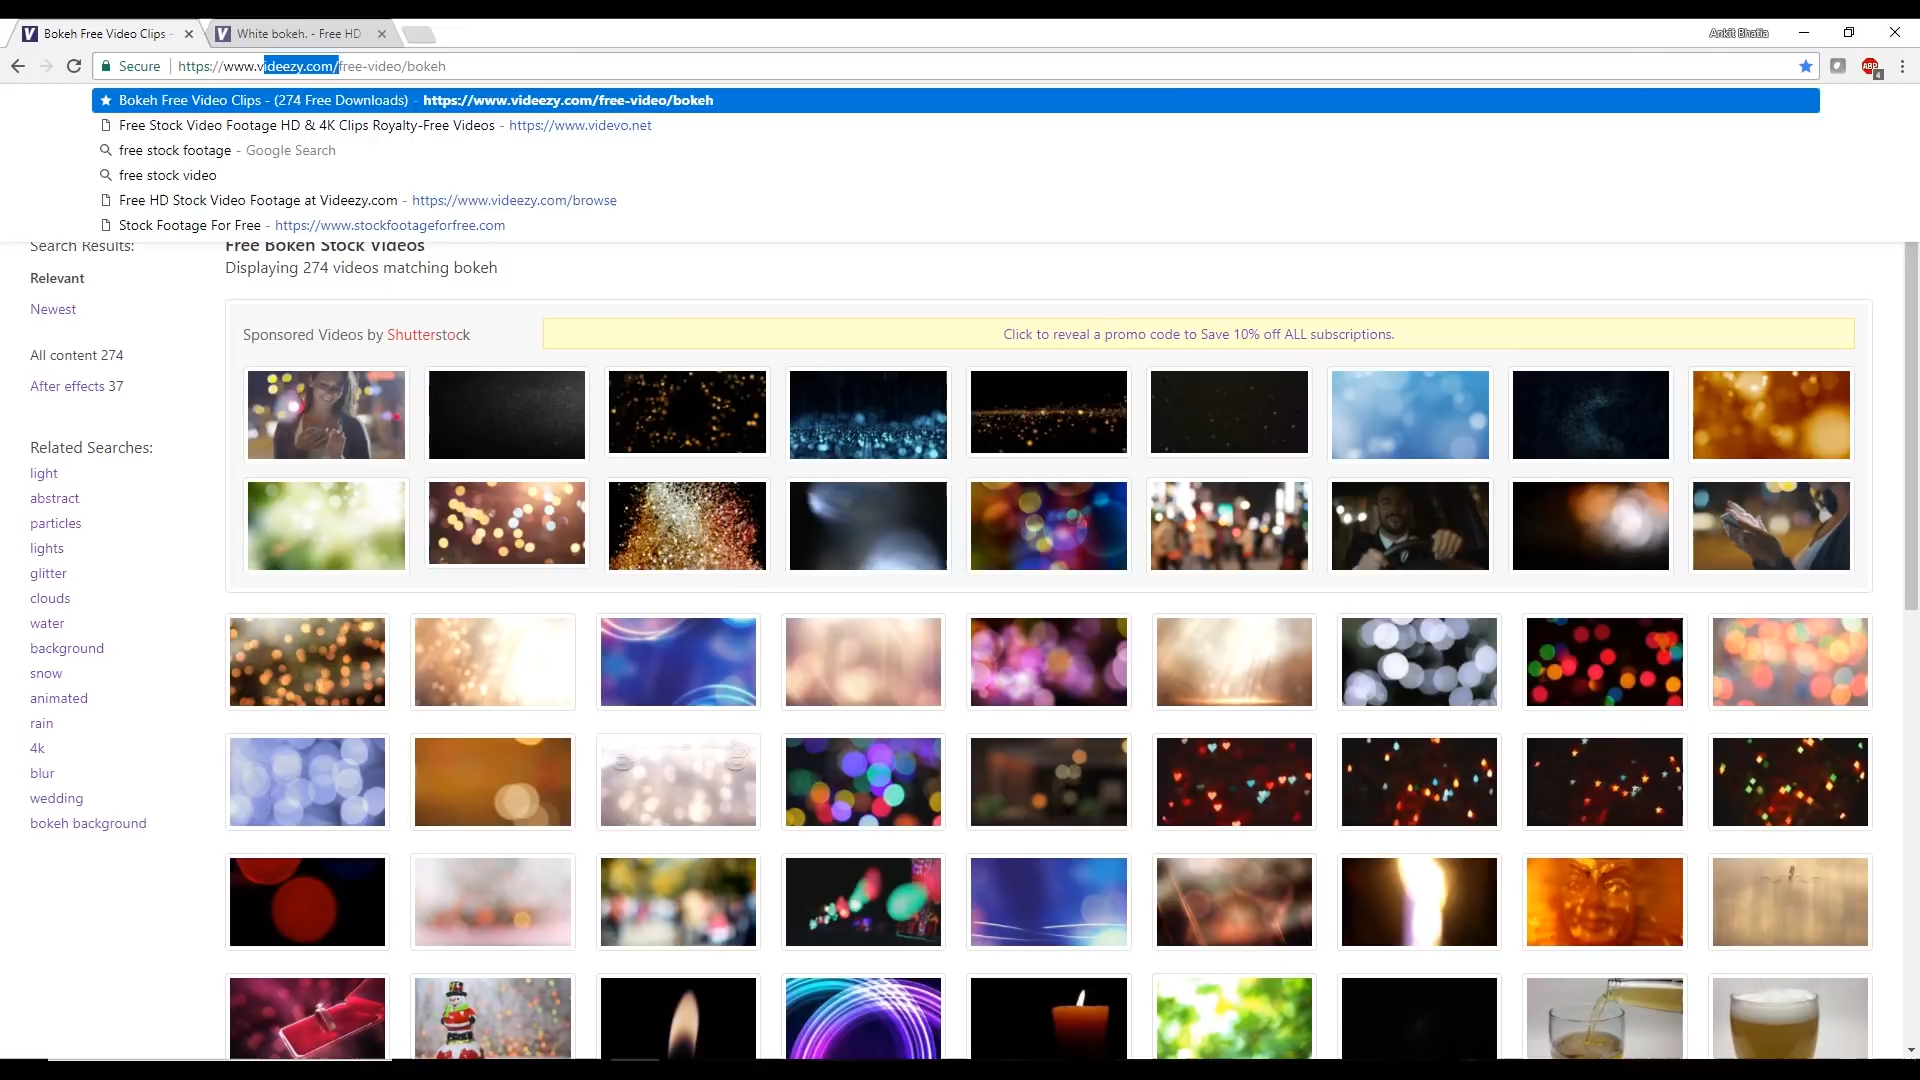 Bokeh Free Video Clips -
White bokeh. - Free HD
Ankit Bhatia
Secure
https://www.videezy.com/free-video/bokeh
ABP
4
Bokeh Free Video Clips - (274 Free Downloads) - https://www.videezy.com/free-video/bokeh
Free Stock Video Footage HD & 4K Clips Royalty-Free Videos - https://www.videvo.net
free stock footage - Google Search
free stock video
Free HD Stock Video Footage at Videezy.com - https://www.videezy.com/browse
Stock Footage For Free - https://www.stockfootageforfree.com
Search Results:
Relevant
Newest
All content 274
After effects 37
Related Searches:
light
abstract
particles
lights
glitter
clouds
water
background
snow
animated
rain
4k
blur
wedding
bokeh background
Free Bokeh Stock Videos
Displaying 274 videos matching bokeh
Sponsored Videos by Shutterstock
Click to reveal a promo code to Save 10% off ALL subscriptions.